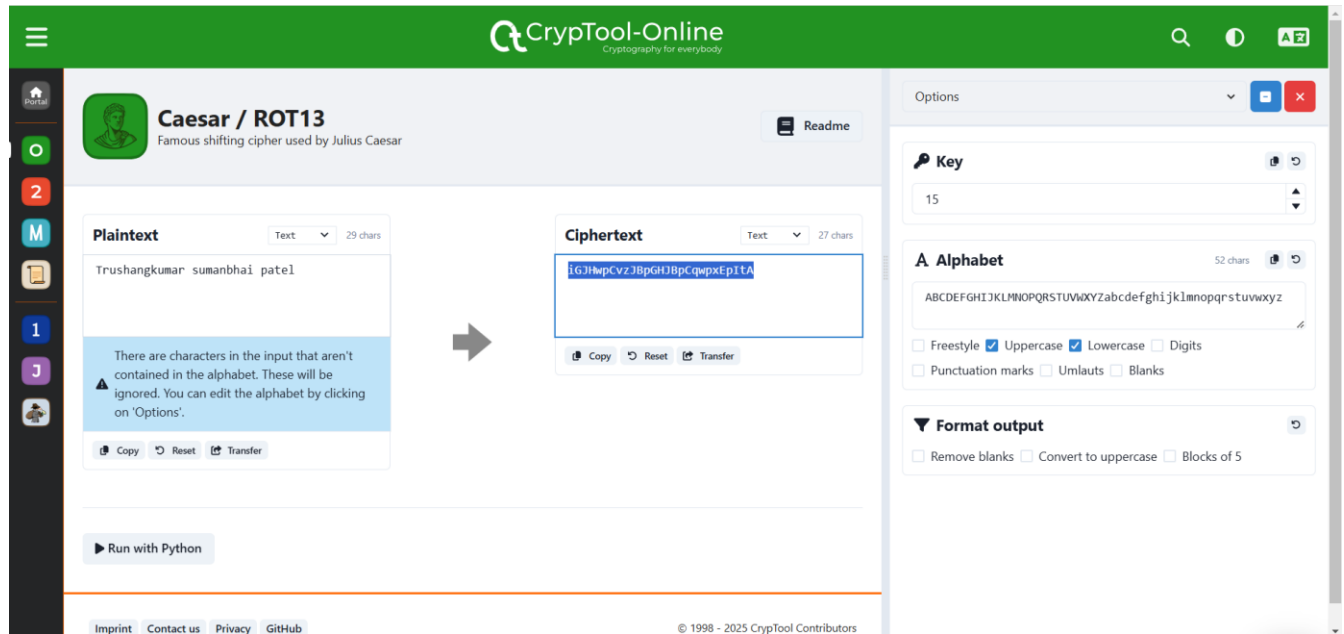 CrypTool-Online
Cryptography for everybody
Portal
Caesar / ROT13
Famous shifting cipher used by Julius Caesar
Readme
Options
Key
15
O
2
M
1
J
Plaintext
Text
29 chars
Trushangkumar sumanbhai patel
There are characters in the input that aren't
contained in the alphabet. These will be
ignored. You can edit the alphabet by clicking
on 'Options'.
Copy Reset Transfer
Ciphertext
Text
27 chars
iGJHwpCvzJBpGHJBpCqwpxEpItA
Copy Reset Transfer
Alphabet
52 chars
ABCDEFGHIJKLMNOPQRSTUVWXYZabcdefghijklmnopqrstuvwxyz
Freestyle Uppercase Lowercase Digits
Punctuation marks Umlauts Blanks
Format output
Remove blanks Convert to uppercase Blocks of 5
Run with Python
Imprint Contact us Privacy GitHub
© 1998 - 2025 CrypTool Contributors